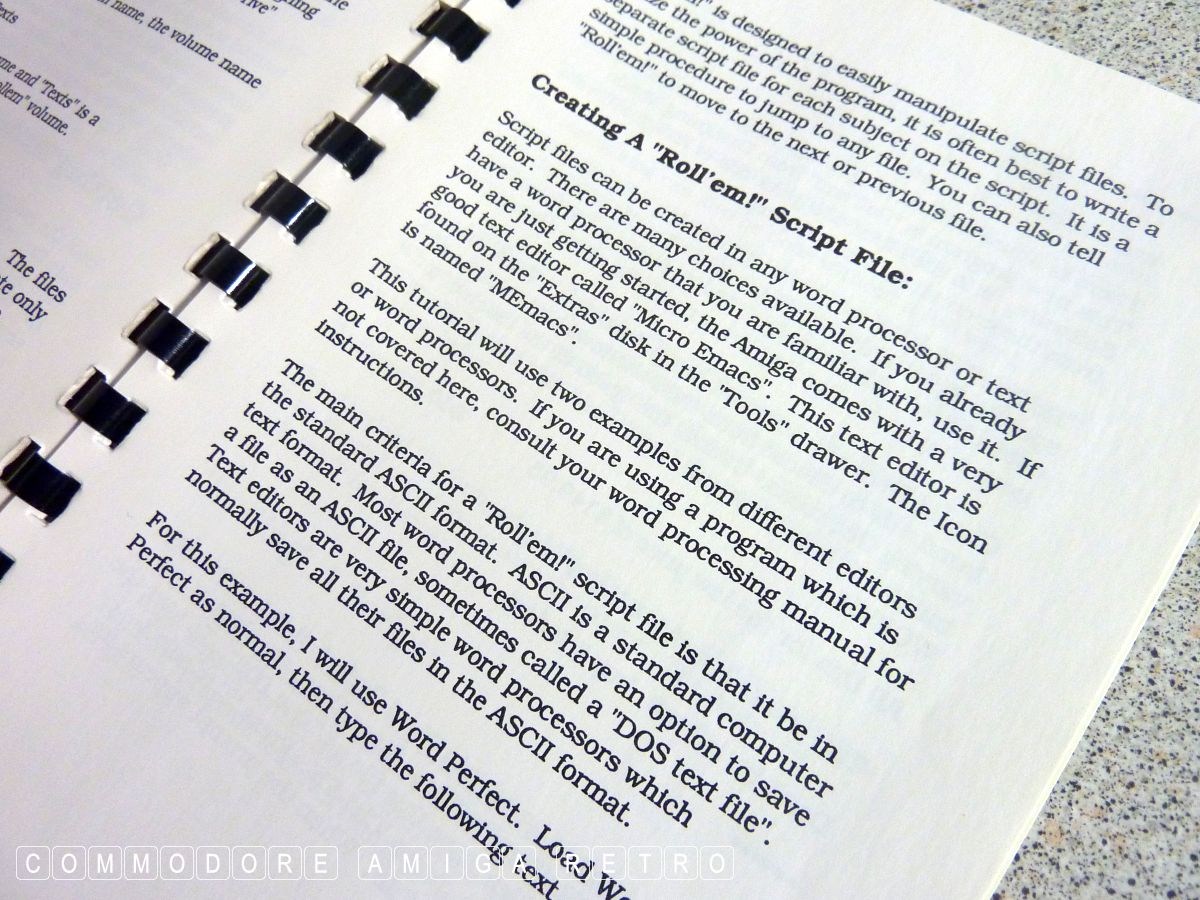 name, the volume name
"Texts" is a
volume.
The files
only
is designed to easily manipulate script files. To
the power of the program, it is often best to write a
separate script file for each subject on the script. It is a
simple procedure to jump to any file. You can also tell
"Roll'em!" to move to the next or previous file.
Creating A "Roll'em!" Script File:
Script files can be created in any word processor or text
editor. There are many choices available. If you already
have a word processor that you are familiar with, use it. If
you are just getting started, the Amiga comes with a very
good text editor called "Micro Emacs". This text editor is
found on the "Extras" disk in the "Tools" drawer. The Icon
is named "MEmacs".
This tutorial will use two examples from different editors
or word processors. If you are using a program which is
not covered here, consult your word processing manual for
instructions.
The main criteria for a "Roll'em!" script file is that it be in
the standard ASCII format. ASCII is a standard computer
text format. Most word processors have an option to save
a file as an ASCII file, sometimes called a "DOS text file".
Text editors are very simple word processors which
normally save all their files in the ASCII format.
For this example, I will use Word Perfect. Load
Perfect as normal, then type the following text
COMMODORE AMIGA RETRO